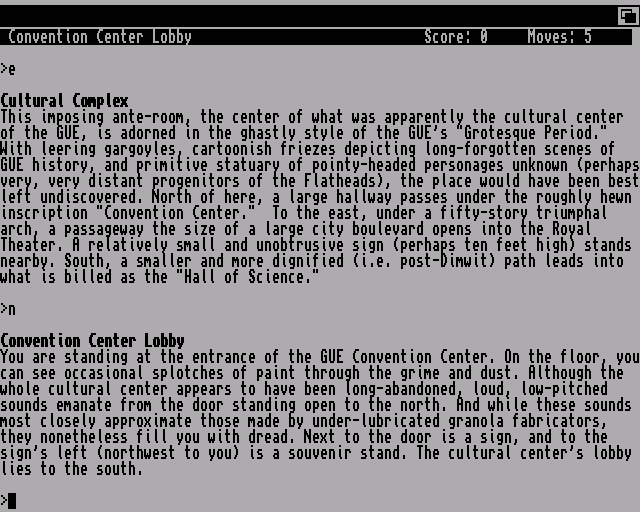 Convention Center Lobby Score: 0 Moves: 5
>e
Cultural Complex
This imposing ante-room, the center of what was apparently the cultural center
of the GUE, is adorned in the ghastly style of the GUE's "Grotesque Period."
With leering gargoyles, cartoonish friezes depicting long-forgotten scenes of
GUE history, and primitive statuary of pointy-headed personages unknown (perhaps
very, very distant progenitors of the Flatheads), the place would have been best
left undiscovered. North of here, a large hallway passes under the roughly hewn
inscription "Convention Center."  To the east, under a fifty-story triumphal
arch, a passageway the size of a large city boulevard opens into the Royal
Theater. A relatively small and unobtrusive sign (perhaps ten feet high) stands
nearby. South, a smaller and more dignified (i.e. post-Dimwit) path leads into
what is billed as the "Hall of Science."
>n
Convention Center Lobby
You are standing at the entrance of the GUE Convention Center. On the floor, you
can see occasional splotches of paint through the grime and dust. Although the
whole cultural center appears to have been long-abandoned, loud, low-pitched
sounds emanate from the door standing open to the north. And while these sounds
most closely approximate those made by under-lubricated granola fabricators,
they nonetheless fill you with dread. Next to the door is a sign, and to the
sign's left (northwest to you) is a souvenir stand. The cultural center's lobby
lies to the south.
>